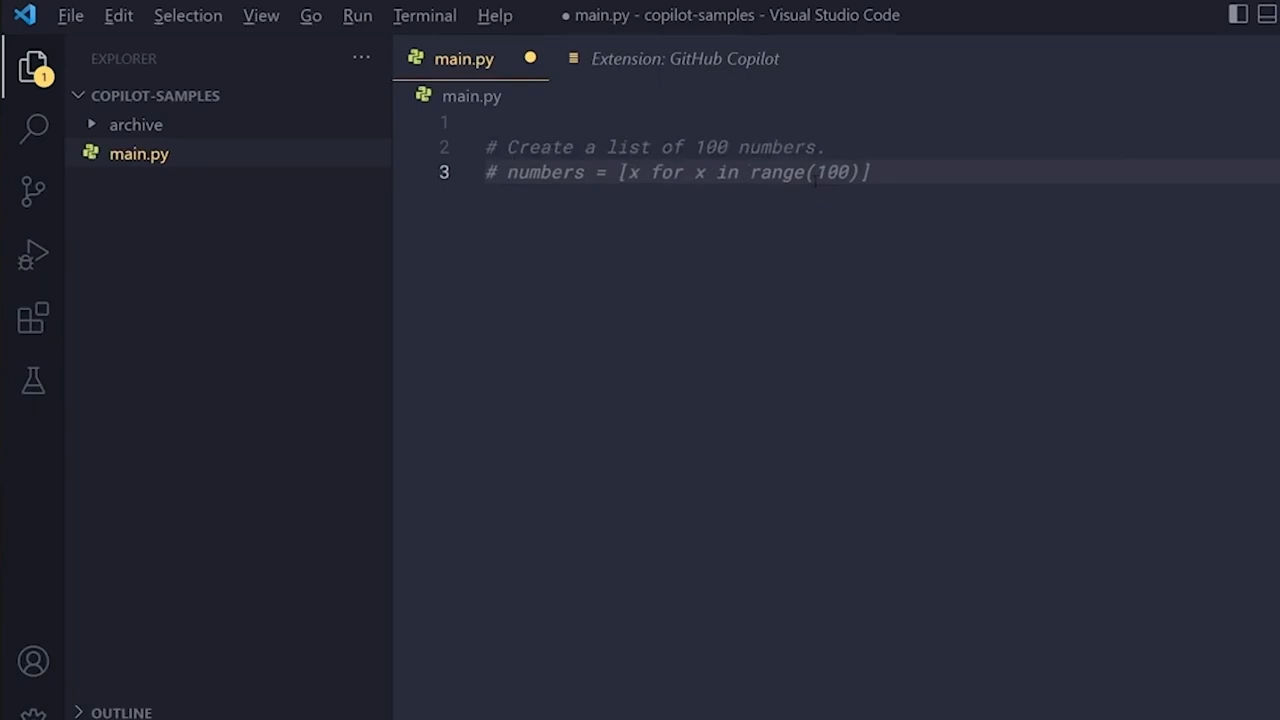 File Edit Selection View Go Run Terminal Help ● main.py - copilot-samples - Visual Studio Code
1
EXPLORER ···
COPILOT-SAMPLES
archive
main.py
OUTLINE
main.py ● Extension: GitHub Copilot
main.py
1
2 # Create a list of 100 numbers.
3 # numbers = [x for x in range(100)]